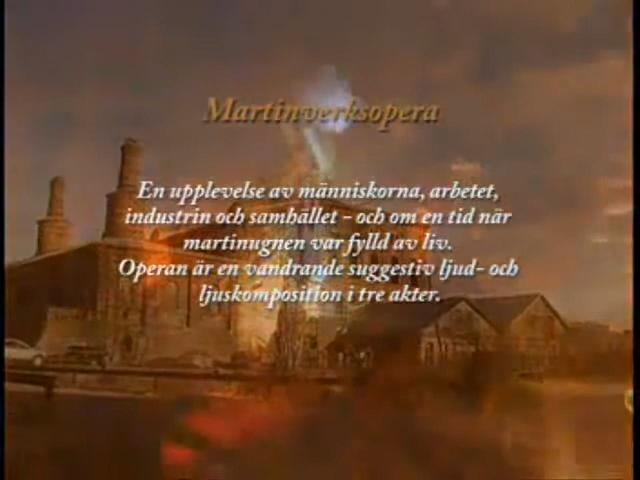 Martinverksopera
En upplevelse av människorna, arbetet,
industrin och samhället - och om en tid när
martinugnen var fylld av liv.
Operan är en vandrande suggestiv ljud- och
ljuskomposition i tre akter.